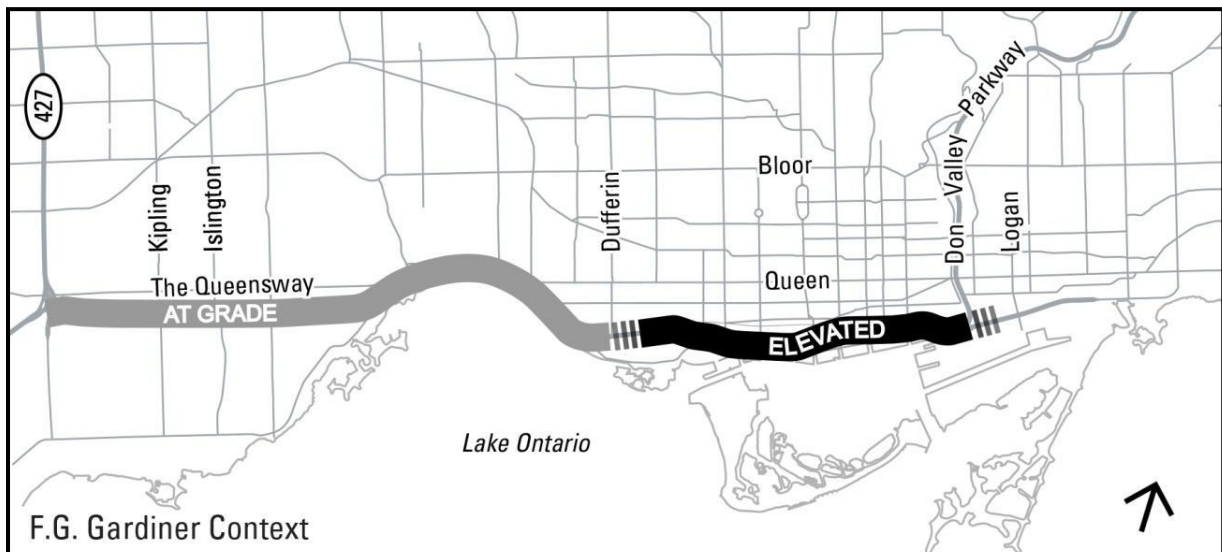 427
Kipling
Islington
The Queensway
AT GRADE
Dufferin
Bloor
Queen
Don Valley Parkway
Logan
ELEVATED
Lake Ontario
F.G. Gardiner Context